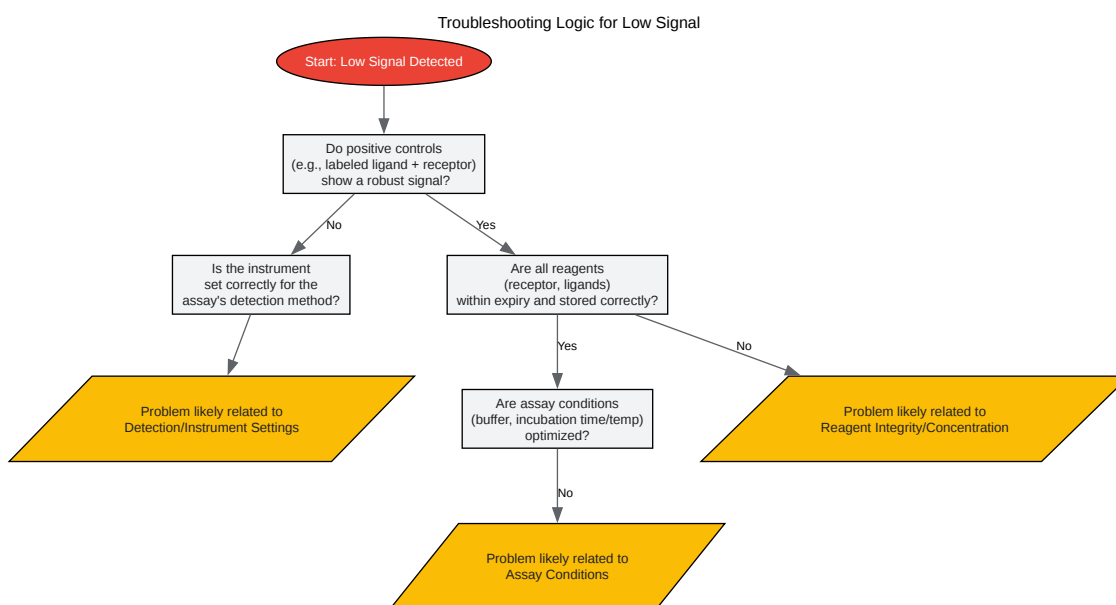 Troubleshooting Logic for Low Signal
Start: Low Signal Detected
Do positive controls
(e.g., labeled ligand + receptor)
show a robust signal?
No
Yes
Is the instrument
set correctly for the
assay's detection method?
Are all reagents
(receptor, ligands)
within expiry and stored correctly?
Yes
No
Problem likely related to
Detection/Instrument Settings
Are assay conditions
(buffer, incubation time/temp)
optimized?
Problem likely related to
Reagent Integrity/Concentration
No
Problem likely related to
Assay Conditions